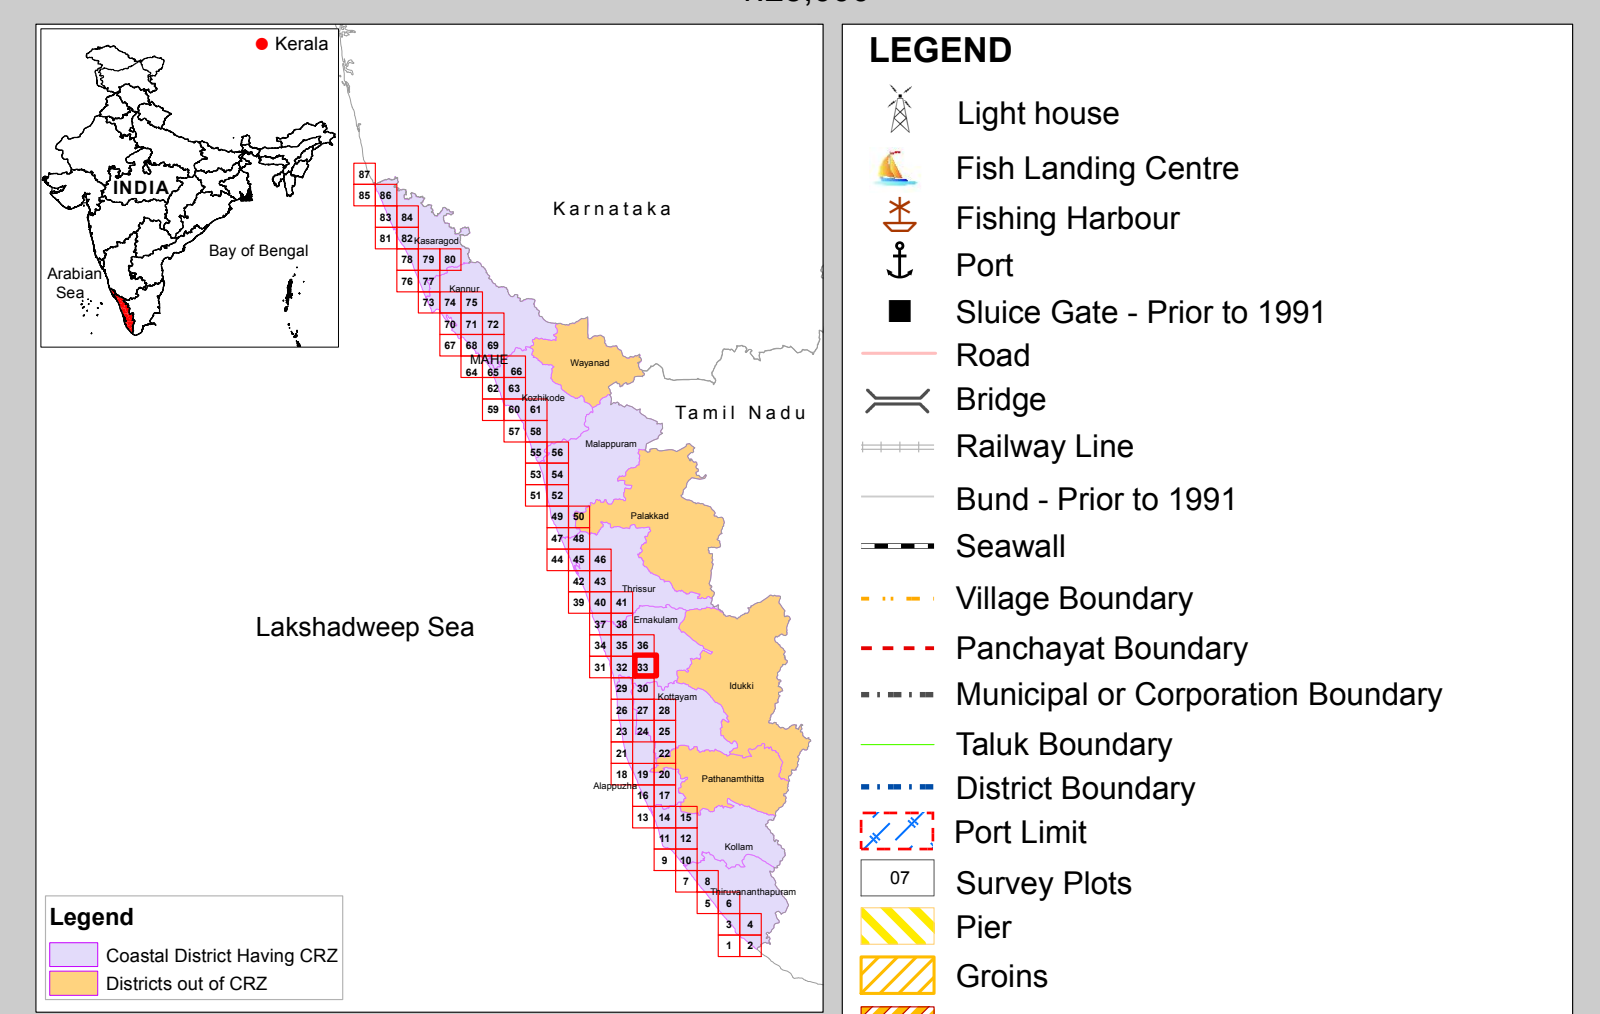 Kerala
INDIA
Bay of Bengal
Arabian
Sea
Karnataka
87
85 86
83 84
81 82
Kasaragod
78 79 80
76 77
Kannur
73 74 75
70 71 72
67 68 69
MAHE
64 65 66
Wayanad
62 63
Kozhikode
59 60 61
Tamil Nadu
57 58
Malappuram
55 56
53 54
51 52
49 50
Palakkad
47 48
44 45 46
42 43
Thrissur
39 40 41
Ernakulam
37 38
Lakshadweep Sea
34 35 36
31 32 33
29 30
Idukki
Kottayam
26 27 28
23 24 25
21 22
18 19 20
Pathanamthitta
Alappuzha
16 17
13 14 15
11 12
Kollam
9 10
7 8
Thiruvananthapuram
5 6
3 4
1 2
Legend
Coastal District Having CRZ
Districts out of CRZ
LEGEND
Light house
Fish Landing Centre
Fishing Harbour
Port
Sluice Gate - Prior to 1991
Road
Bridge
Railway Line
Bund - Prior to 1991
Seawall
Village Boundary
Panchayat Boundary
Municipal or Corporation Boundary
Taluk Boundary
District Boundary
Port Limit
07
Survey Plots
Pier
Groins